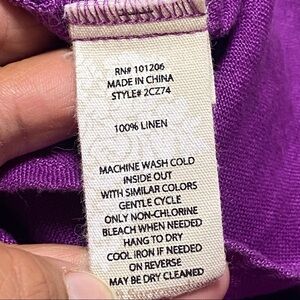 RN# 101206
MADE IN CHINA
STYLE# 2CZ74
100% LINEN
MACHINE WASH COLD
INSIDE OUT
WITH SIMILAR COLORS
GENTLE CYCLE
ONLY NON-CHLORINE
BLEACH WHEN NEEDED
HANG TO DRY
COOL IRON IF NEEDED
ON REVERSE
MAY BE DRY CLEANED